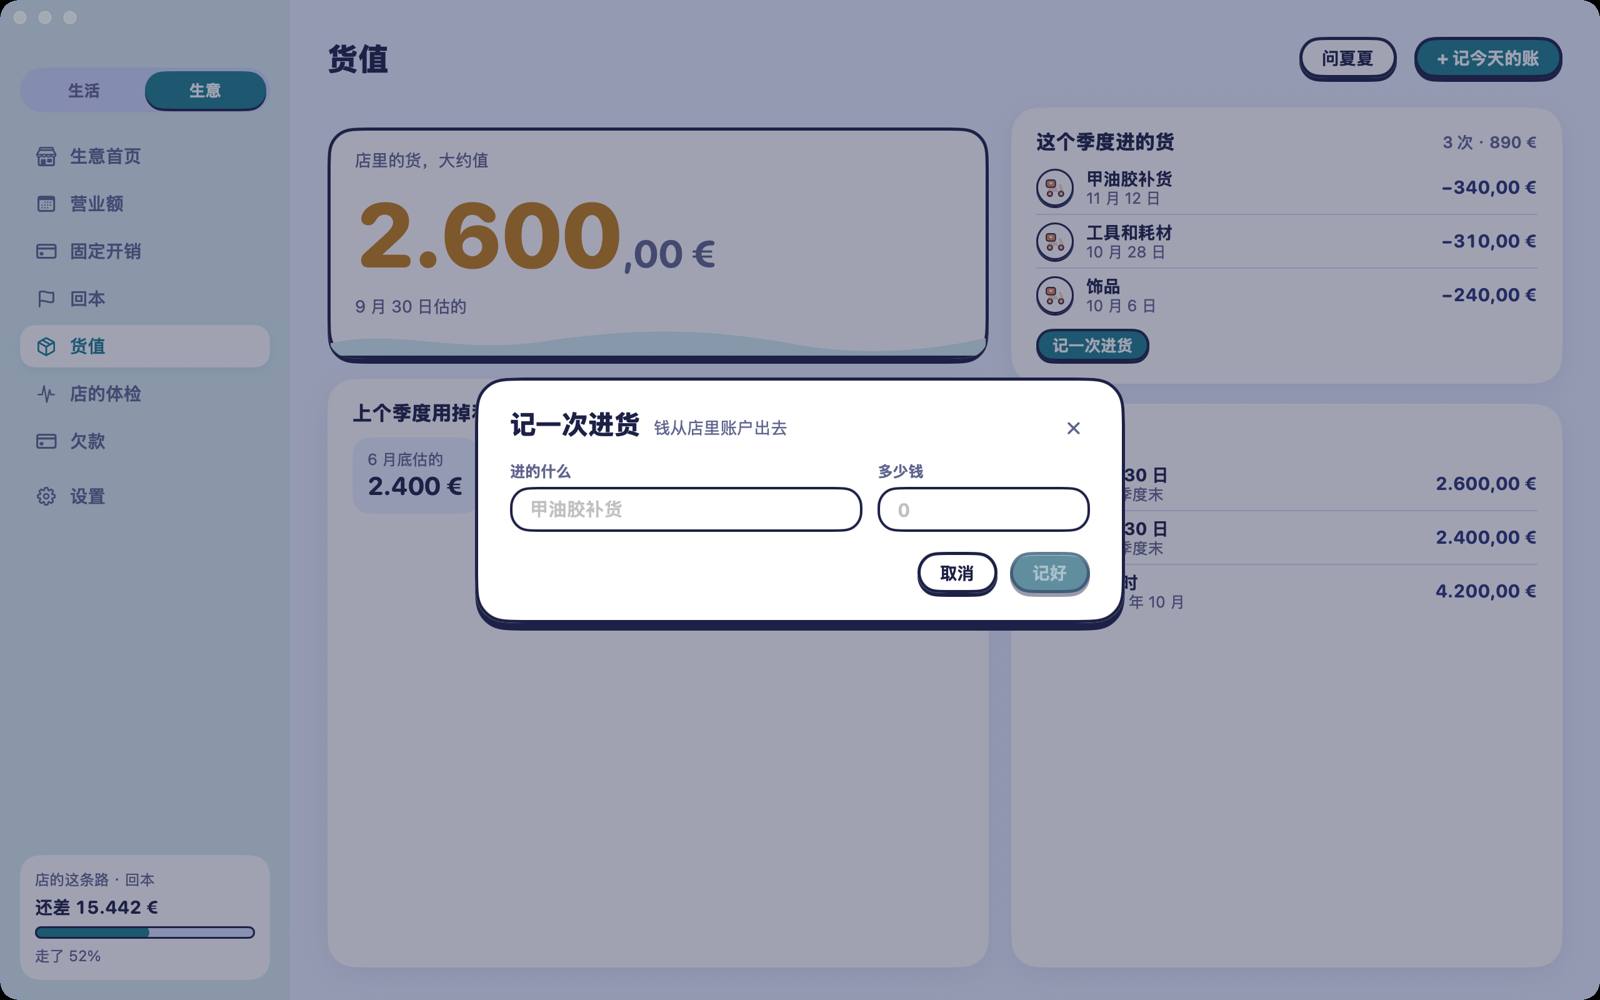 生活
生意
生意首页
营业额
固定开销
回本
货值
店的体检
欠款
设置
店的这条路 · 回本
还差 15.442 €
走了 52%
货值
问夏夏
+ 记今天的账
店里的货，大约值
2.600,00 €
9 月 30 日估的
这个季度进的货
3 次 · 890 €
甲油胶补货
11 月 12 日
−340,00 €
工具和耗材
10 月 28 日
−310,00 €
饰品
10 月 6 日
−240,00 €
记一次进货
上个季度用掉
6 月底估的
2.400 €
记一次进货
钱从店里账户出去
×
进的什么
甲油胶补货
多少钱
0
取消
记好
30 日
季度末
2.600,00 €
30 日
季度末
2.400,00 €
时
年 10 月
4.200,00 €